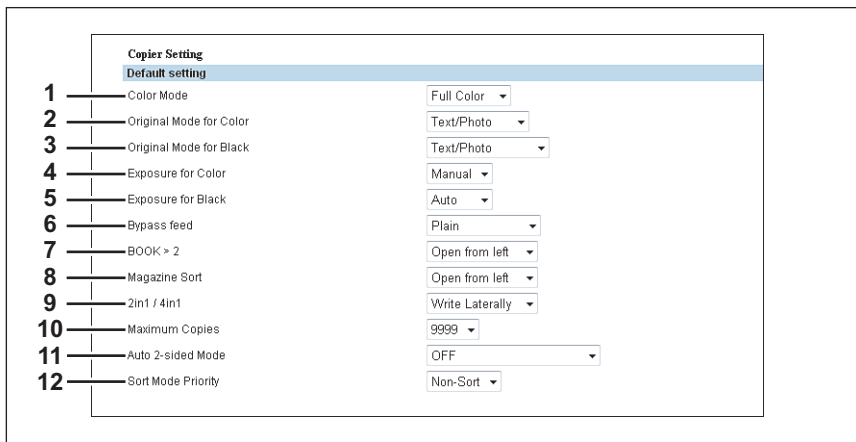 Copier Setting
Default setting
1 Color Mode Full Color
2 Original Mode for Color Text/Photo
3 Original Mode for Black Text/Photo
4 Exposure for Color Manual
5 Exposure for Black Auto
6 Bypass feed Plain
7 BOOK » 2 Open from left
8 Magazine Sort Open from left
9 2in1 / 4in1 Write Laterally
10 Maximum Copies 9999
11 Auto 2-sided Mode OFF
12 Sort Mode Priority Non-Sort